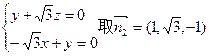 { y + √3z = 0
{ -√3x + y = 0 取 n₂ = (1, √3, -1)